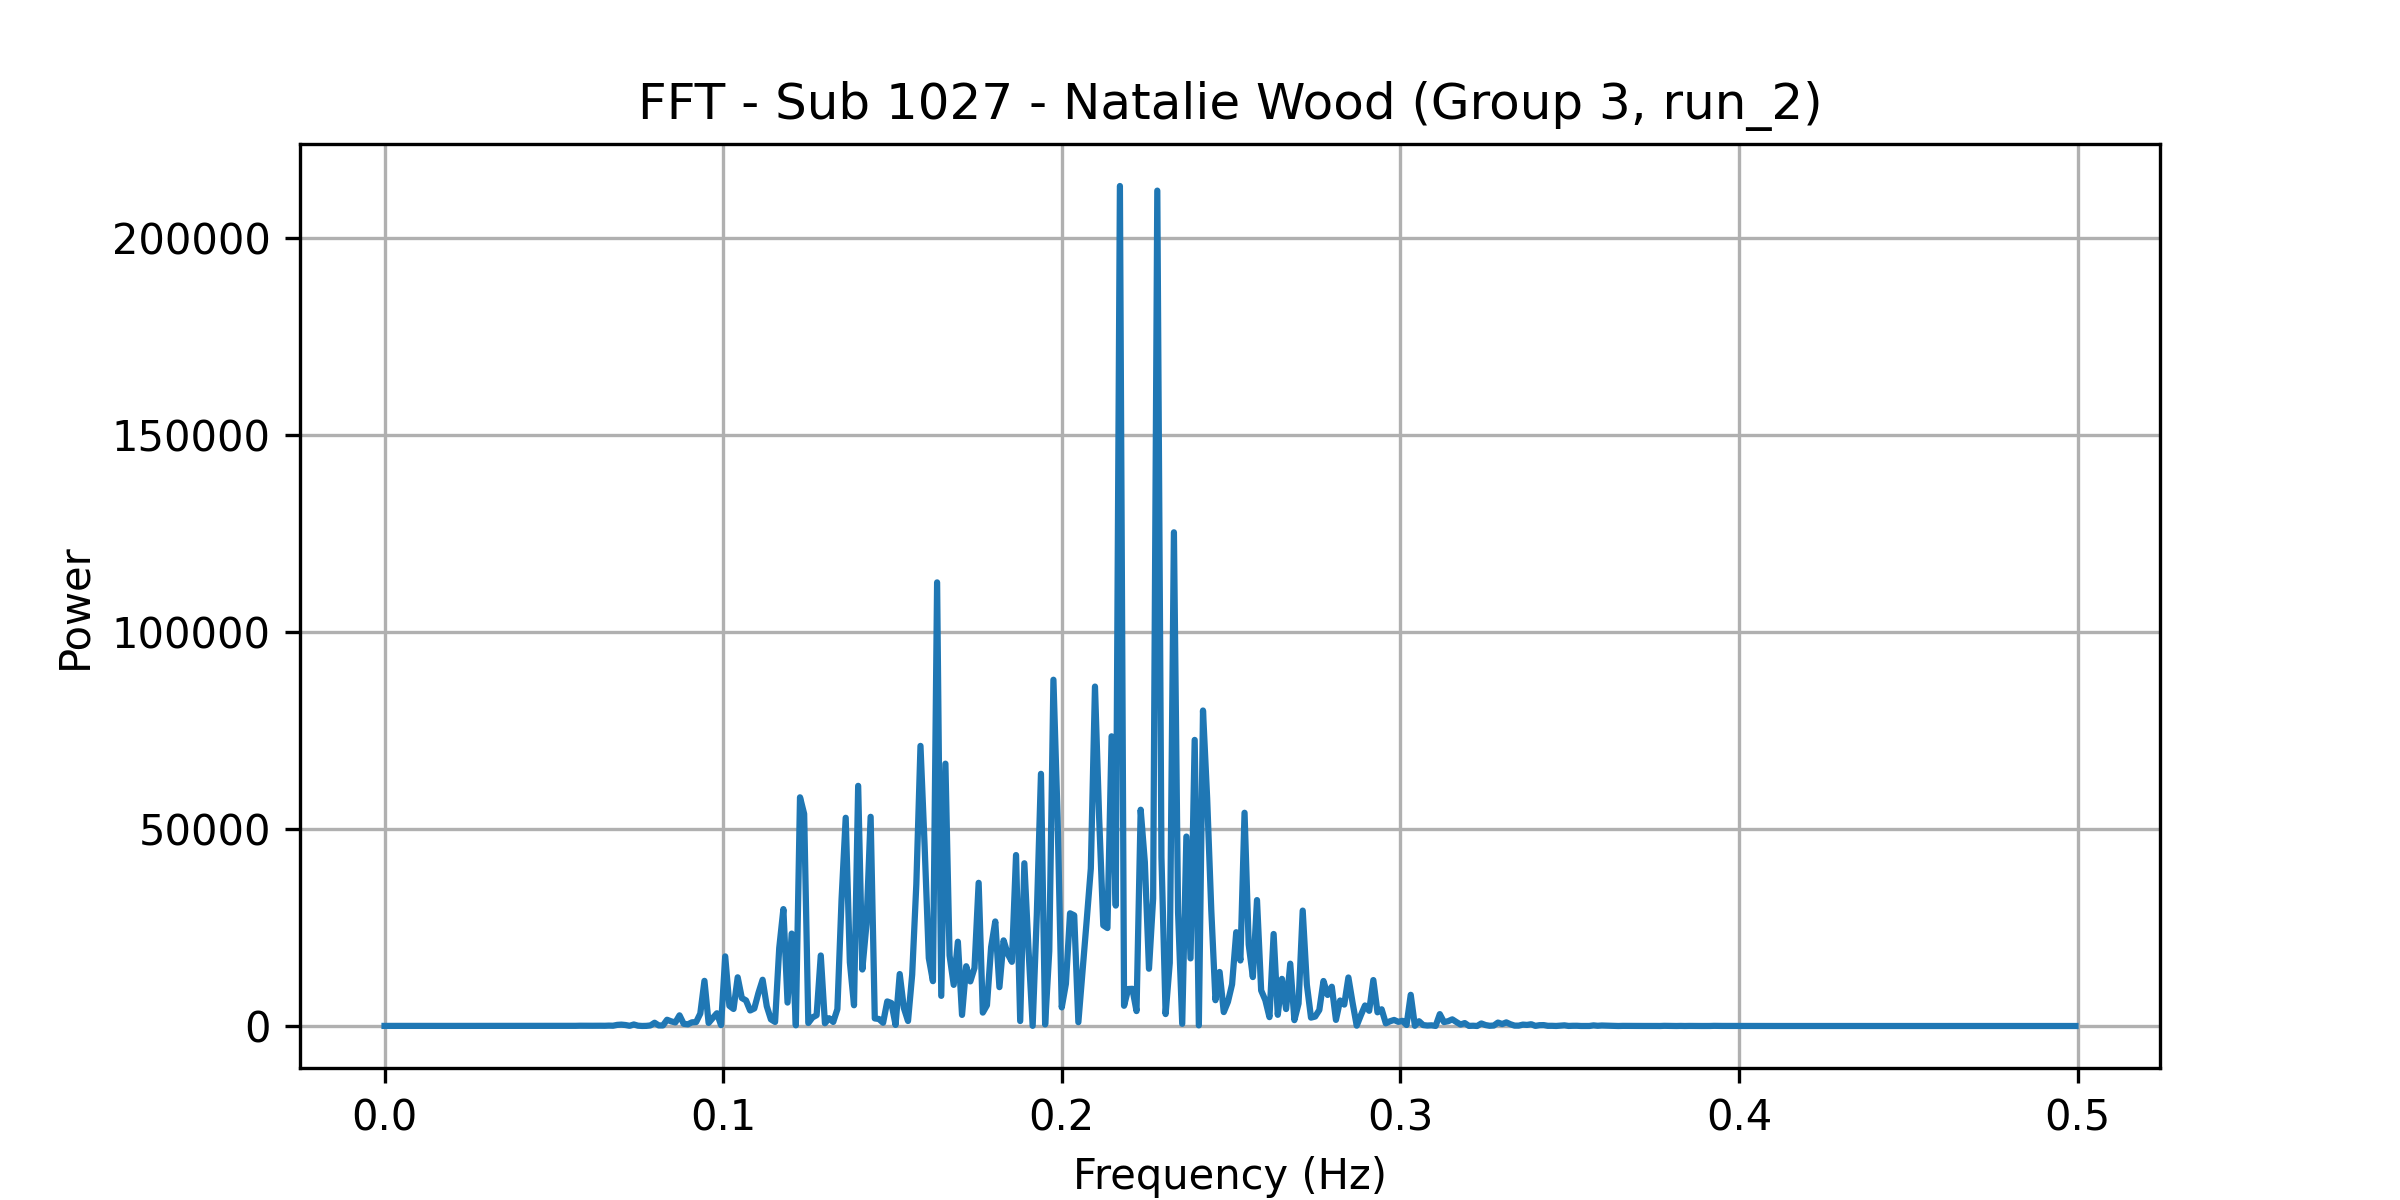 FFT - Sub 1027 - Natalie Wood (Group 3, run_2)
200000
150000
100000
50000
0
Power
0.0 0.1 0.2 0.3 0.4 0.5
Frequency (Hz)